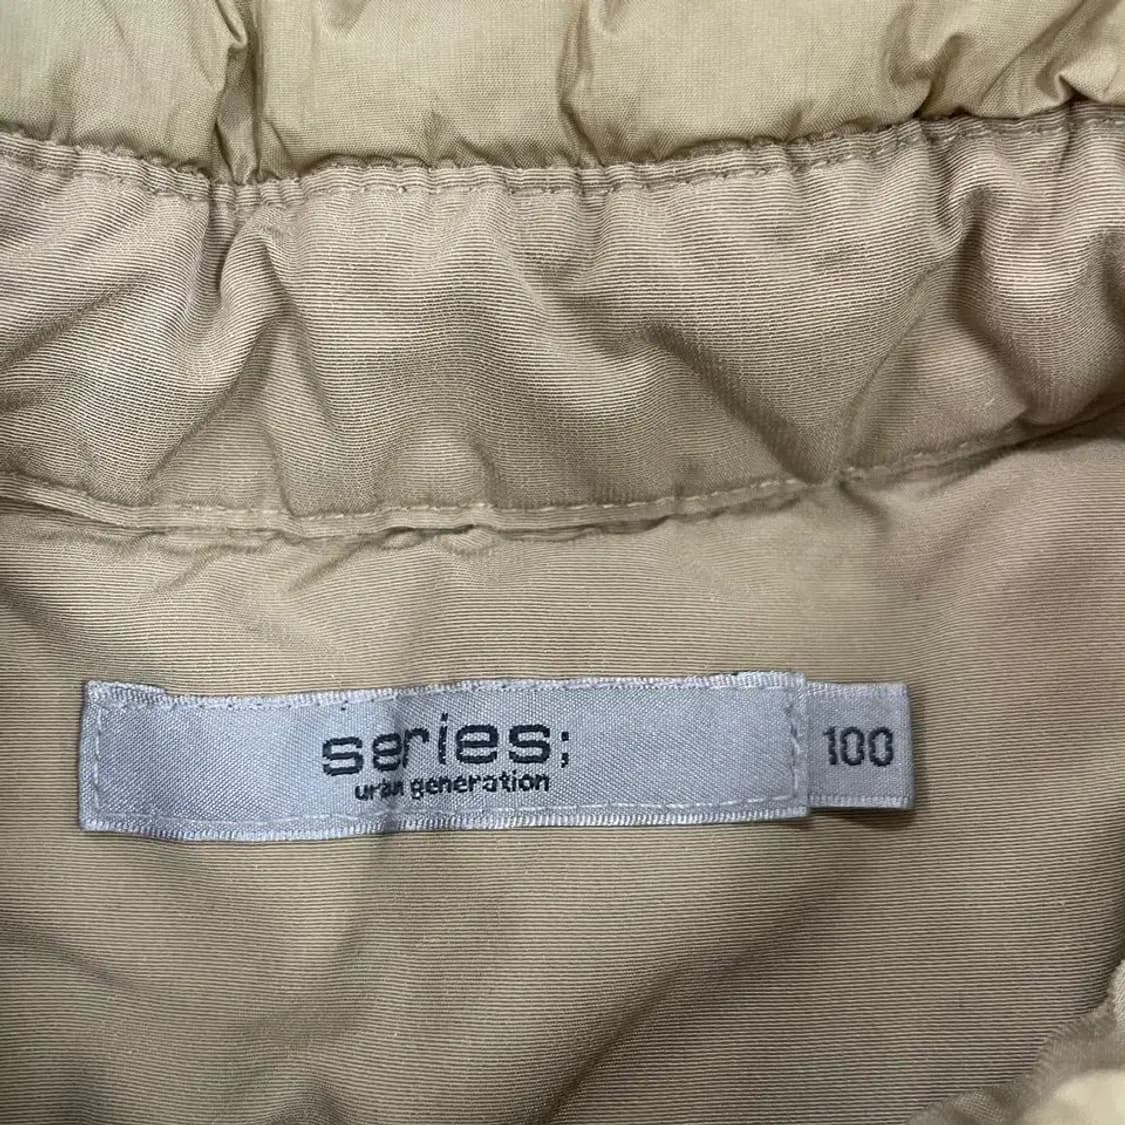 series;
urban generation
100